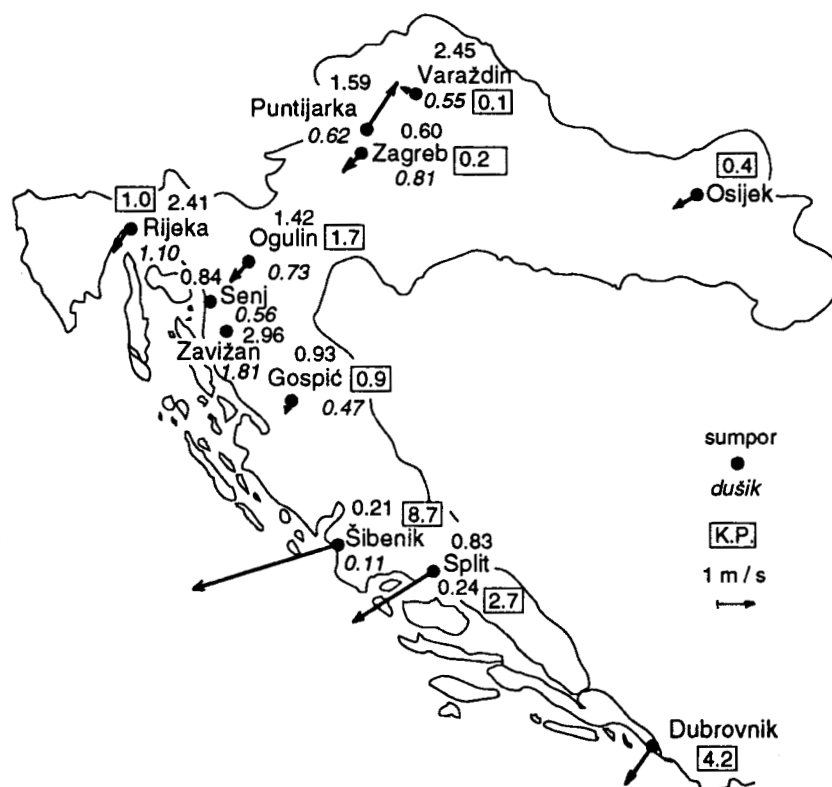 2.45
Varaždin
0.55 0.1
1.59
Puntijarka
0.62
0.60
Zagreb 0.2
0.81
0.4
Osijek
1.0 2.41
Rijeka
1.10
1.42
Ogulin 1.7
0.73
0.84
Senj
0.56
2.96
Zavižan
1.81
0.93
Gospić 0.9
0.47
sumpor
dušik
K.P.
1 m / s
0.21 8.7
Šibenik
0.11
0.83
Split
0.24 2.7
Dubrovnik
4.2